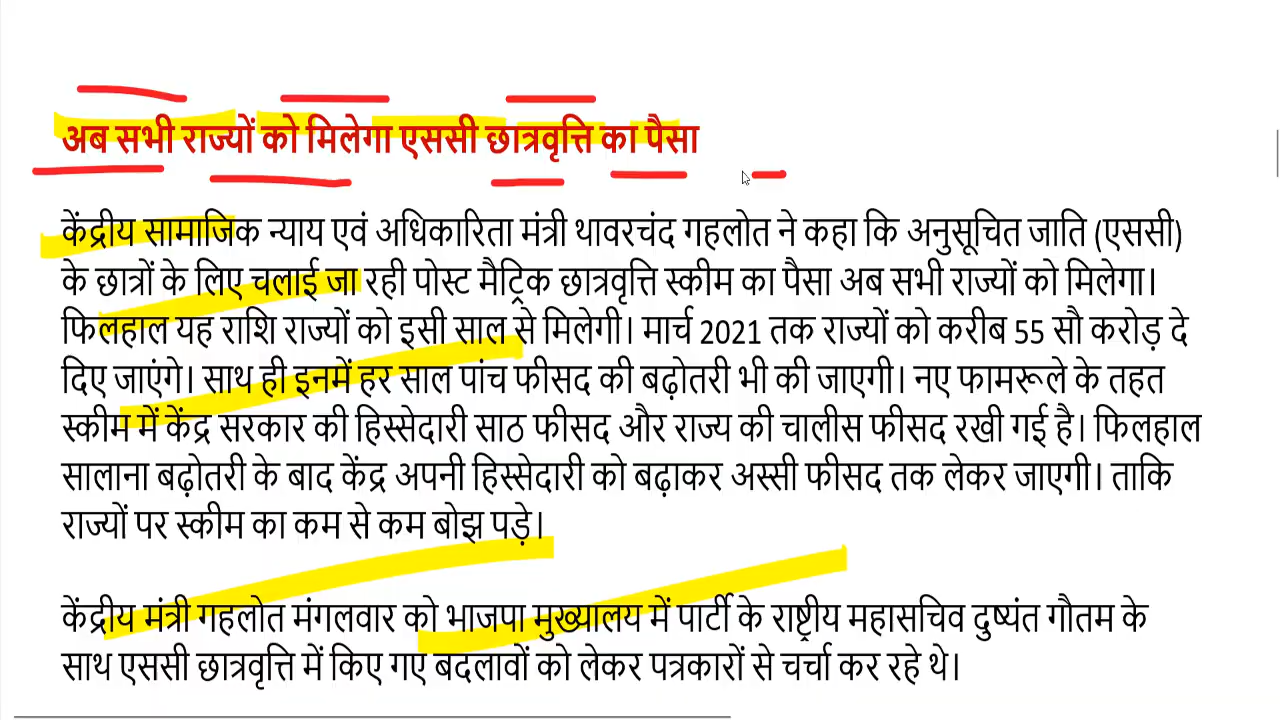 अब सभी राज्यों को मिलेगा एससी छात्रवृत्ति का पैसा
केंद्रीय सामाजिक न्याय एवं अधिकारिता मंत्री थावरचंद गहलोत ने कहा कि अनुसूचित जाति (एससी)
के छात्रों के लिए चलाई जा रही पोस्ट मैट्रिक छात्रवृत्ति स्कीम का पैसा अब सभी राज्यों को मिलेगा।
फिलहाल यह राशि राज्यों को इसी साल से मिलेगी। मार्च 2021 तक राज्यों को करीब 55 सौ करोड़ दे
दिए जाएंगे। साथ ही इनमें हर साल पांच फीसद की बढ़ोतरी भी की जाएगी। नए फामरूले के तहत
स्कीम में केंद्र सरकार की हिस्सेदारी साठ फीसद और राज्य की चालीस फीसद रखी गई है। फिलहाल
सालाना बढ़ोतरी के बाद केंद्र अपनी हिस्सेदारी को बढ़ाकर अस्सी फीसद तक लेकर जाएगी। ताकि
राज्यों पर स्कीम का कम से कम बोझ पड़े।
केंद्रीय मंत्री गहलोत मंगलवार को भाजपा मुख्यालय में पार्टी के राष्ट्रीय महासचिव दुष्यंत गौतम के
साथ एससी छात्रवृत्ति में किए गए बदलावों को लेकर पत्रकारों से चर्चा कर रहे थे।